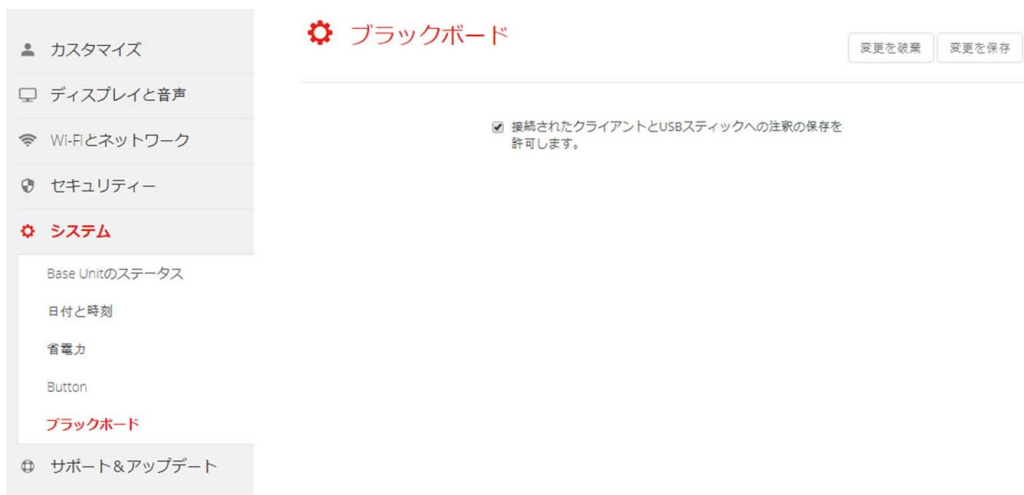 カスタマイズ
ディスプレイと音声
Wi-Fiとネットワーク
セキュリティー
システム
Base Unitのステータス
日付と時刻
省電力
Button
ブラックボード
サポート＆アップデート
ブラックボード
変更を破棄
変更を保存
接続されたクライアントとUSBスティックへの注釈の保存を
許可します。